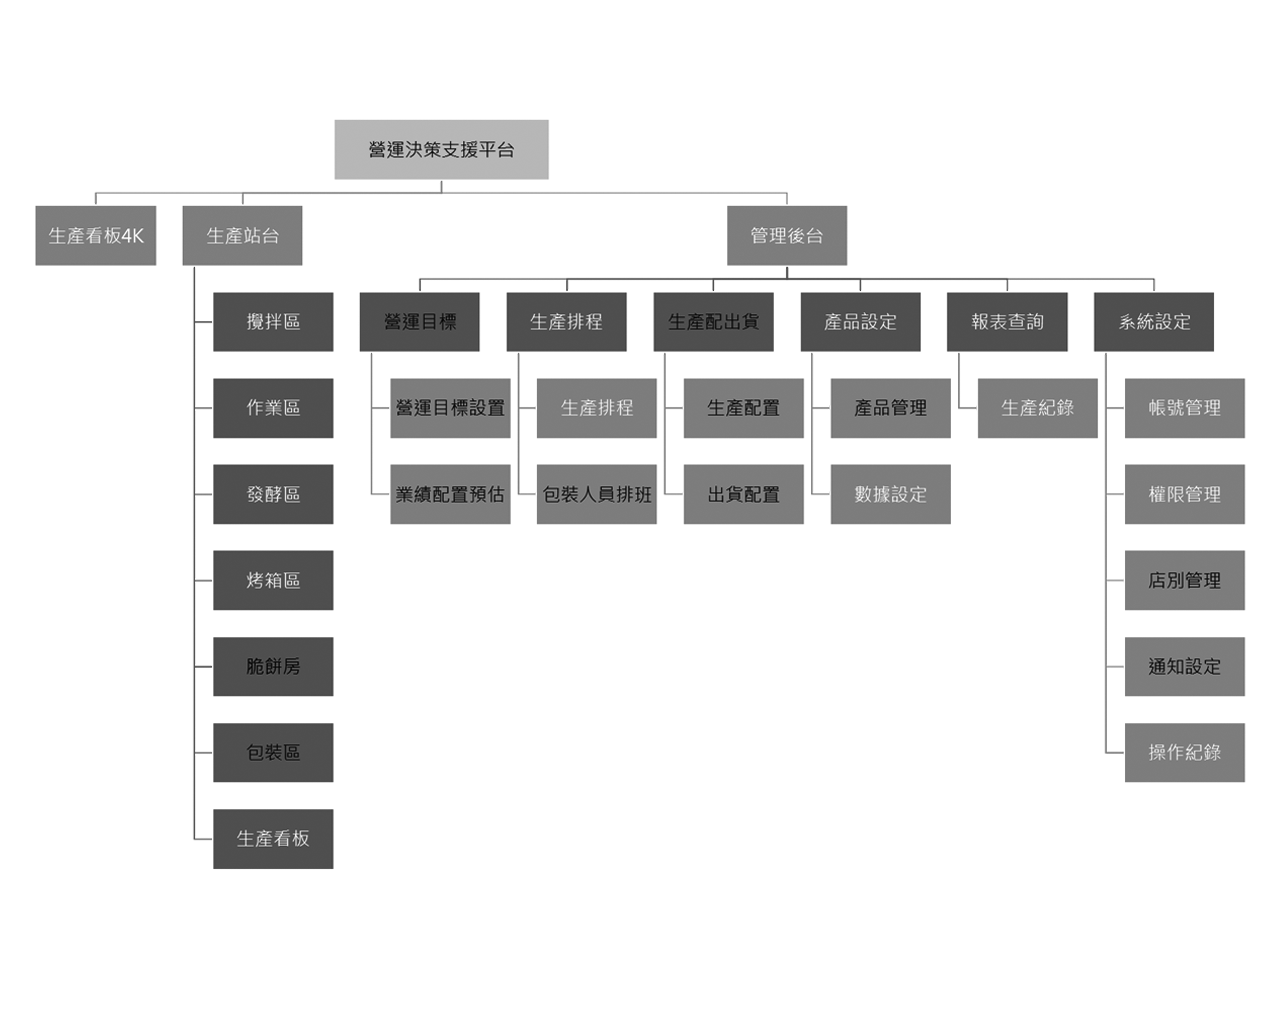 營運決策支援平台
生產看板4K
生產站台
管理後台
攪拌區
營運目標
生產排程
生產配出貨
產品設定
報表查詢
系統設定
作業區
營運目標設置
生產排程
生產配置
產品管理
生產紀錄
帳號管理
發酵區
業績配置預估
包裝人員排班
出貨配置
數據設定
權限管理
烤箱區
店別管理
脆餅房
通知設定
包裝區
操作紀錄
生產看板